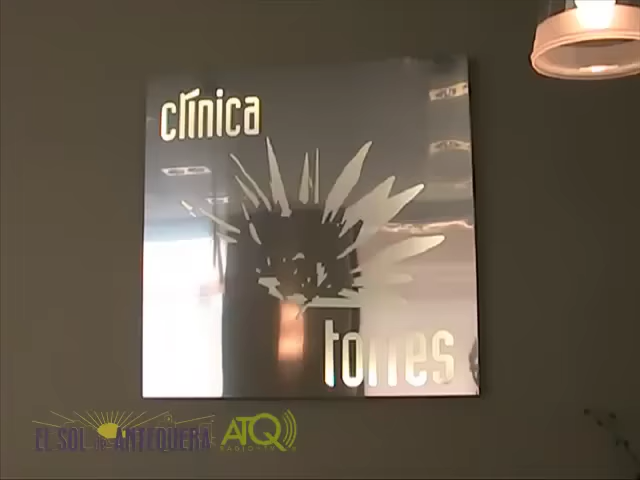 clínica
torres
EL SOL DE ANTEQUERA
ATQ